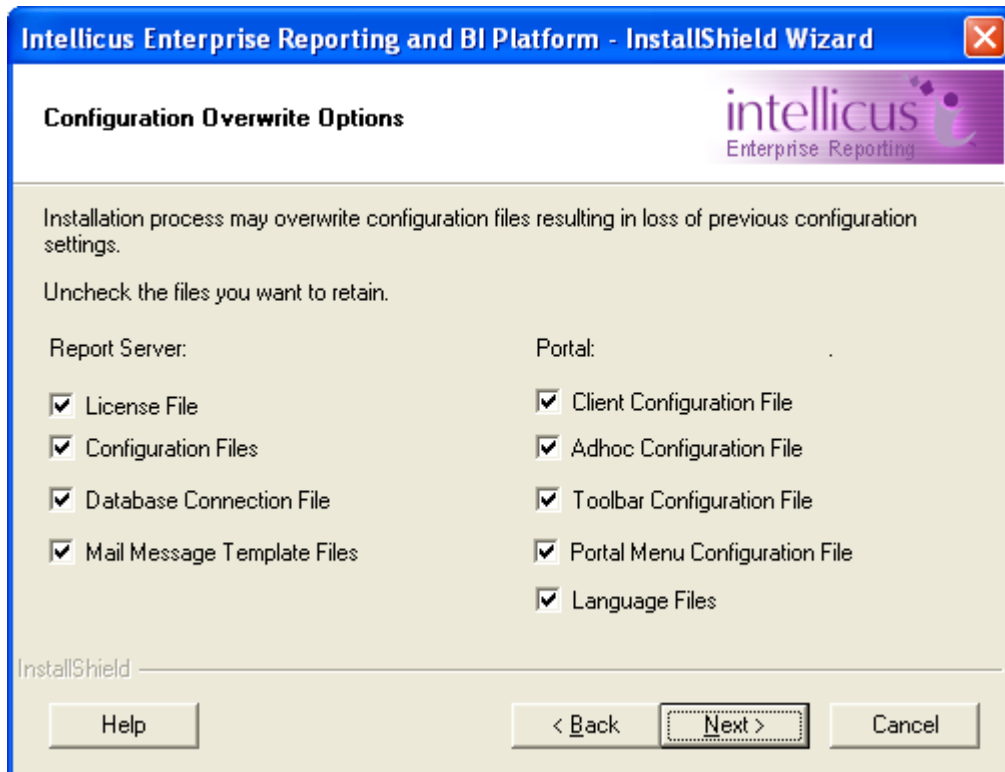 Intellicus Enterprise Reporting and BI Platform - InstallShield Wizard
Configuration Overwrite Options
intellicus
Enterprise Reporting
Installation process may overwrite configuration files resulting in loss of previous configuration
settings.
Uncheck the files you want to retain.
Report Server:
License File
Configuration Files
Database Connection File
Mail Message Template Files
Portal: .
Client Configuration File
Adhoc Configuration File
Toolbar Configuration File
Portal Menu Configuration File
Language Files
InstallShield
Help
< Back
Next >
Cancel